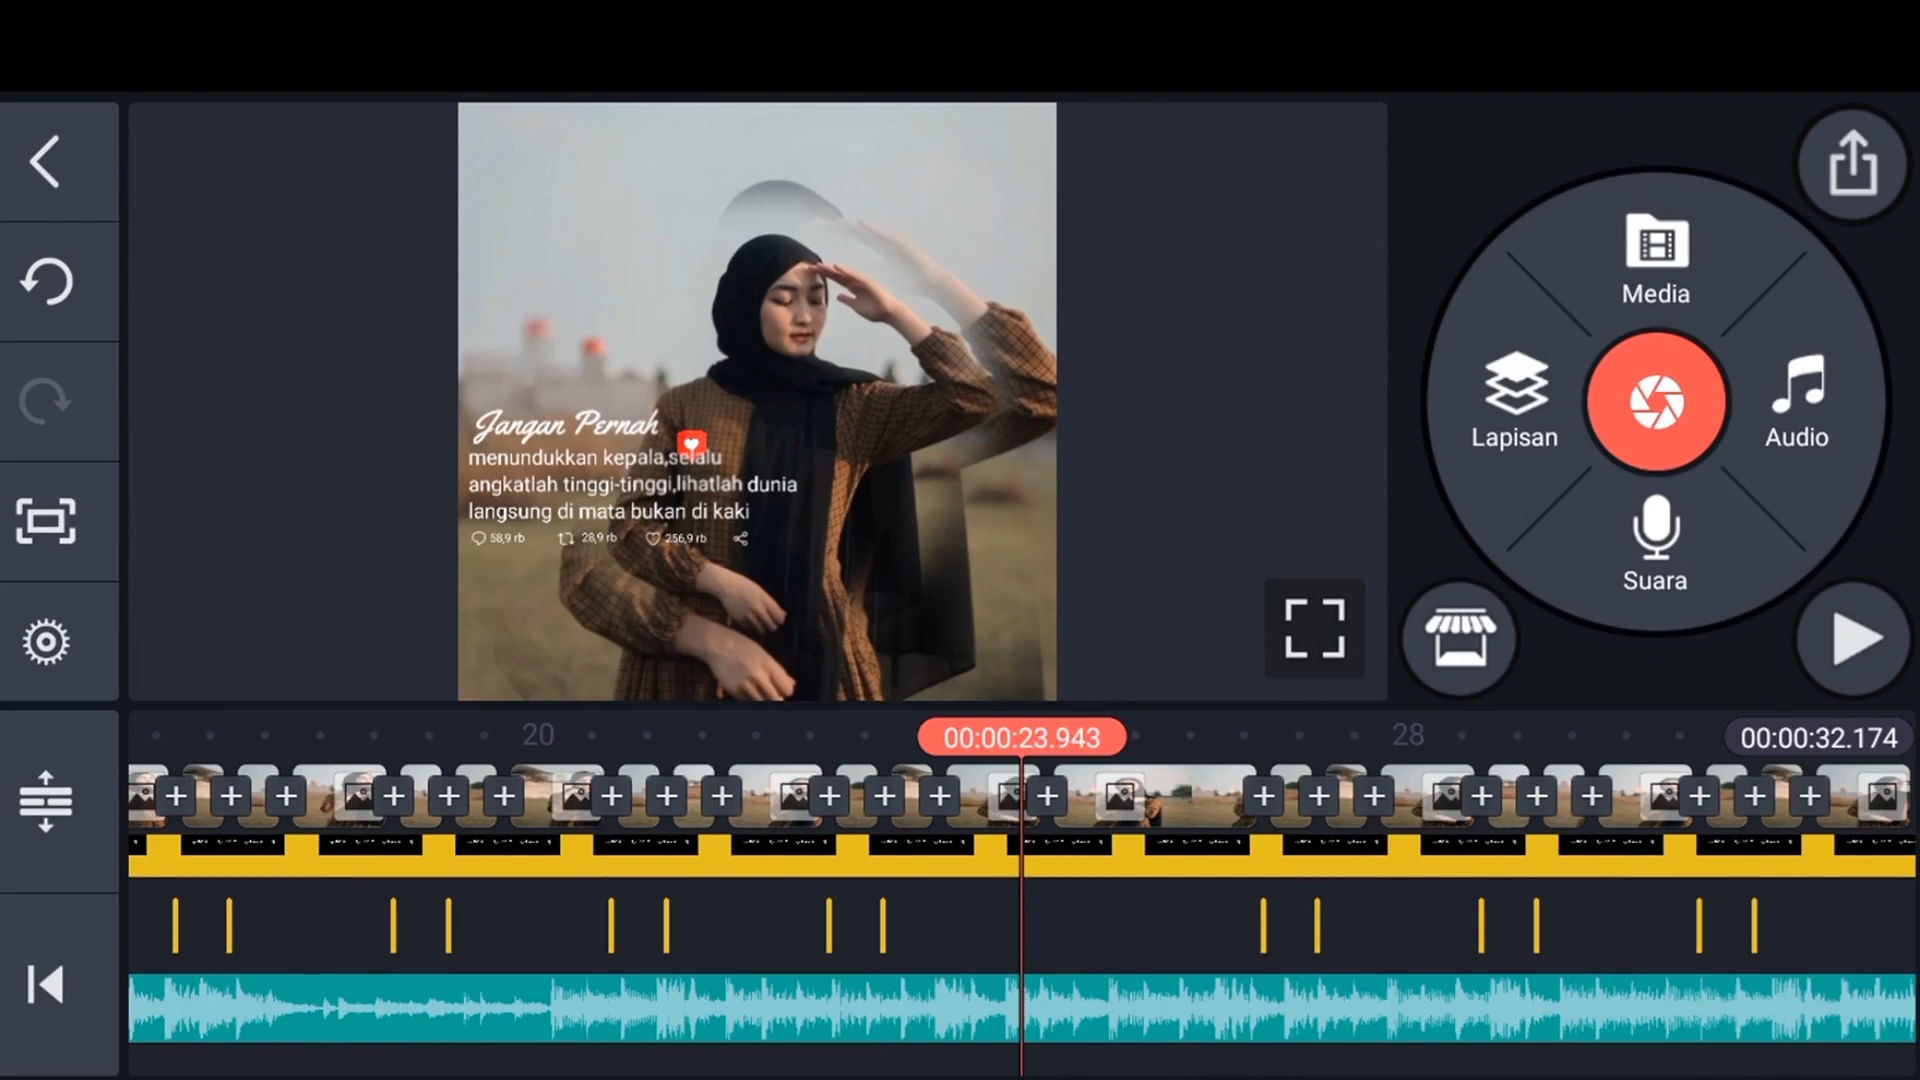 Media
Lapisan
Audio
Suara
Jangan Pernah
menundukkan kepala,selalu
angkatlah tinggi-tinggi,lihatlah dunia
langsung di mata bukan di kaki
58,9 rb 28,9 rb 256,9 rb
20
00:00:23.943
28
00:00:32.174